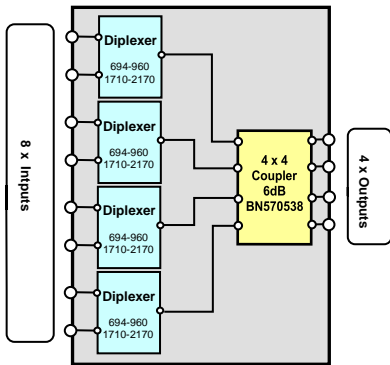 8 x Intputs
Diplexer
694-960
1710-2170
Diplexer
694-960
1710-2170
Diplexer
694-960
1710-2170
Diplexer
694-960
1710-2170
4 x 4
Coupler
6dB
BN570538
4 x Outputs